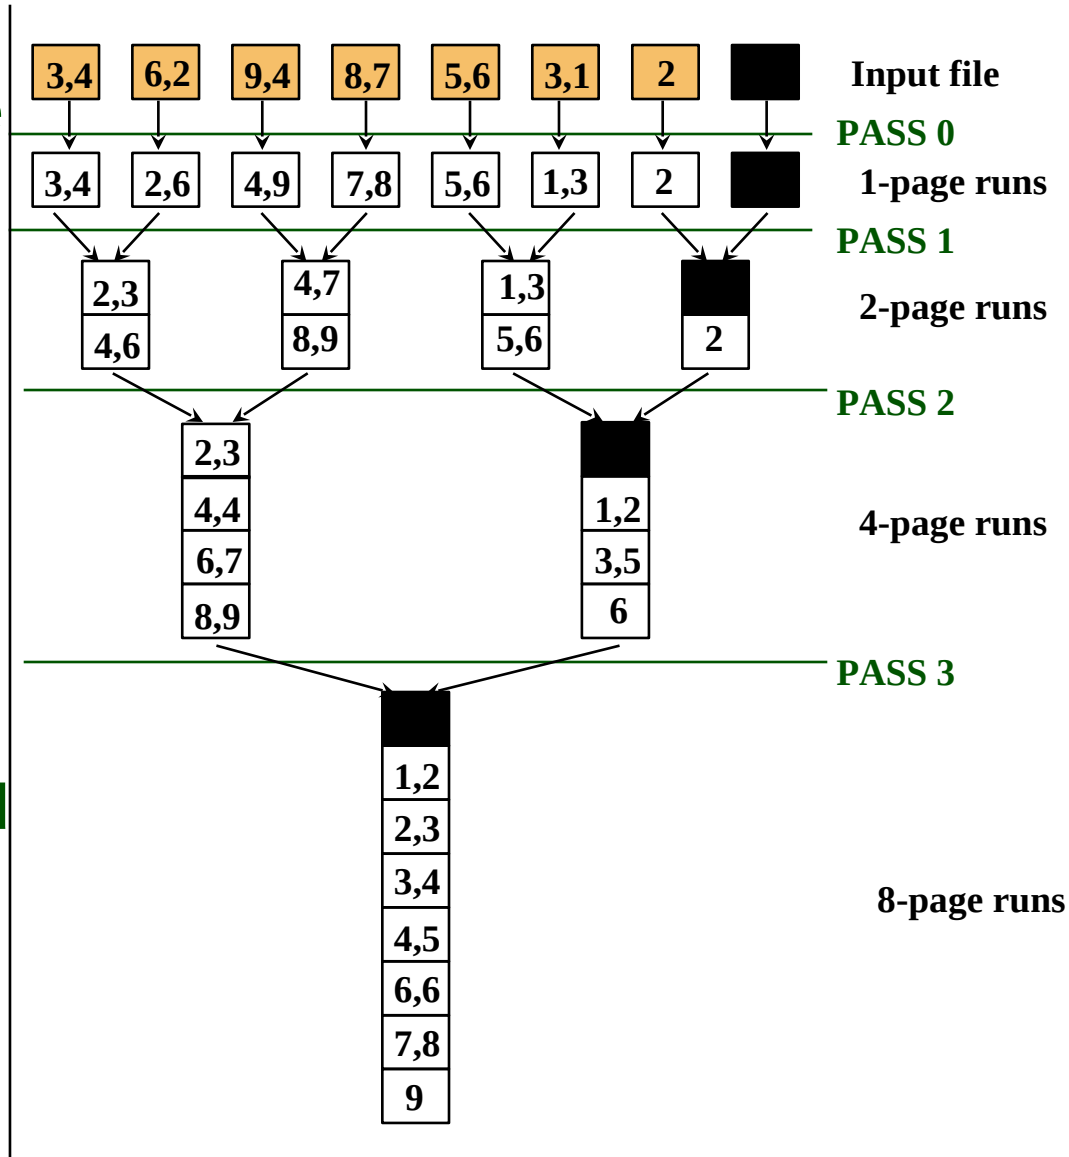 3,4 6,2 9,4 8,7 5,6 3,1 2 Input file
PASS 0
3,4 2,6 4,9 7,8 5,6 1,3 2 1-page runs
PASS 1
2,3 4,7 1,3 2-page runs
4,6 8,9 5,6 2
PASS 2
2,3
4,4 1,2 4-page runs
6,7 3,5
8,9 6
PASS 3
1,2
2,3
3,4 8-page runs
4,5
6,6
7,8
9